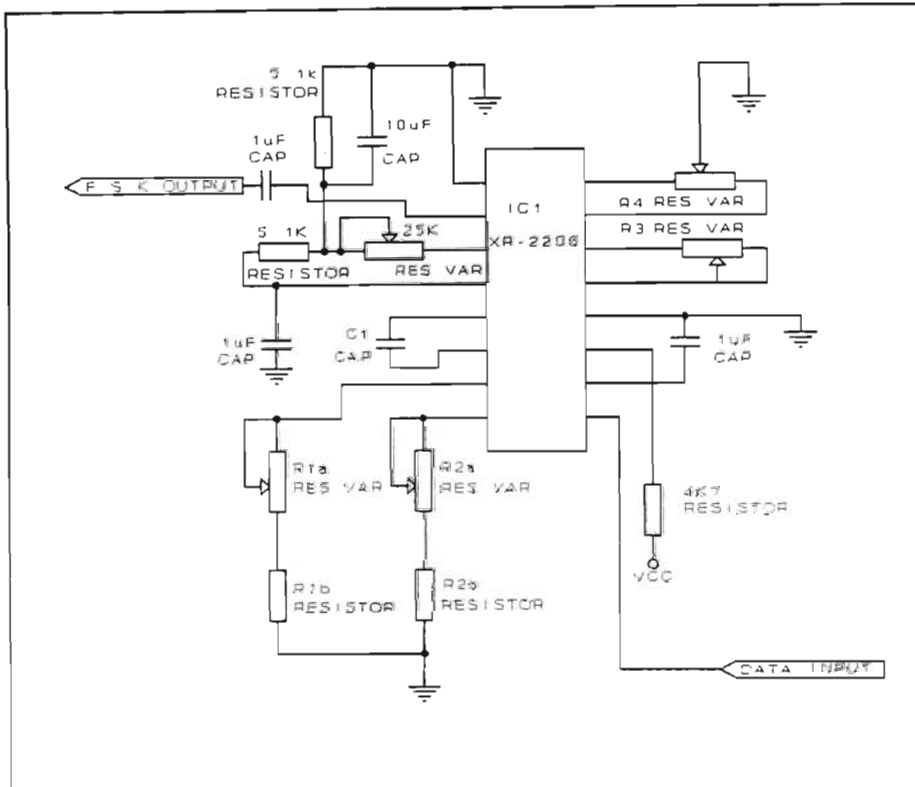 5 1K
RESISTOR
1uF
CAP
10uF
CAP
F S K OUTPUT
IC1
XR-2206
R4 RES VAR
R3 RES VAR
5 1K
RESISTOR
25K
RES VAR
1uF
CAP
C1
CAP
1uF
CAP
R1a
RES VAR
R2a
RES VAR
4K7
RESISTOR
VCC
R1b
RESISTOR
R2b
RESISTOR
DATA INPUT